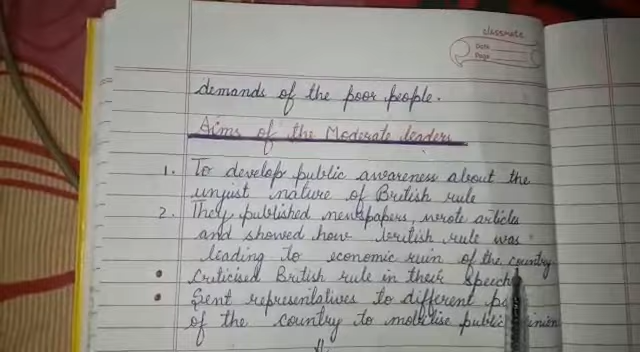 classmate
Date
Page
demands of the poor people.
Aims of the Moderate leaders
1. To develop public awareness about the
unjust nature of British rule
2. They published newspapers, wrote articles
and showed how british rule was
leading to economic ruin of the country
• Criticised British rule in their
• Sent representatives to different
of the country to mobilise public